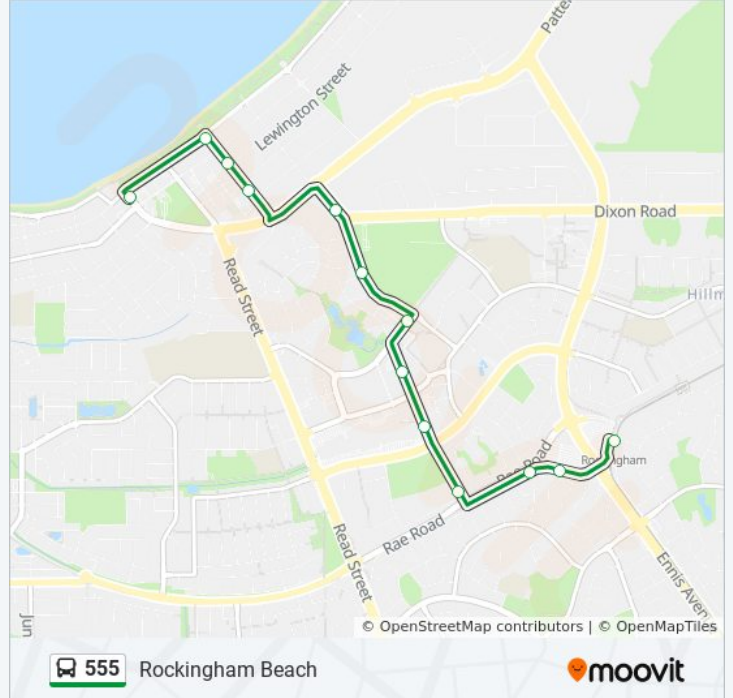 Patte
Lewington Street
Dixon Road
Read Street
Hillm
Rae Road
Rockingham
Rae Road
Read Street
Ennis Aven
Jun
© OpenStreetMap contributors | © OpenMapTiles
555 Rockingham Beach
moovit